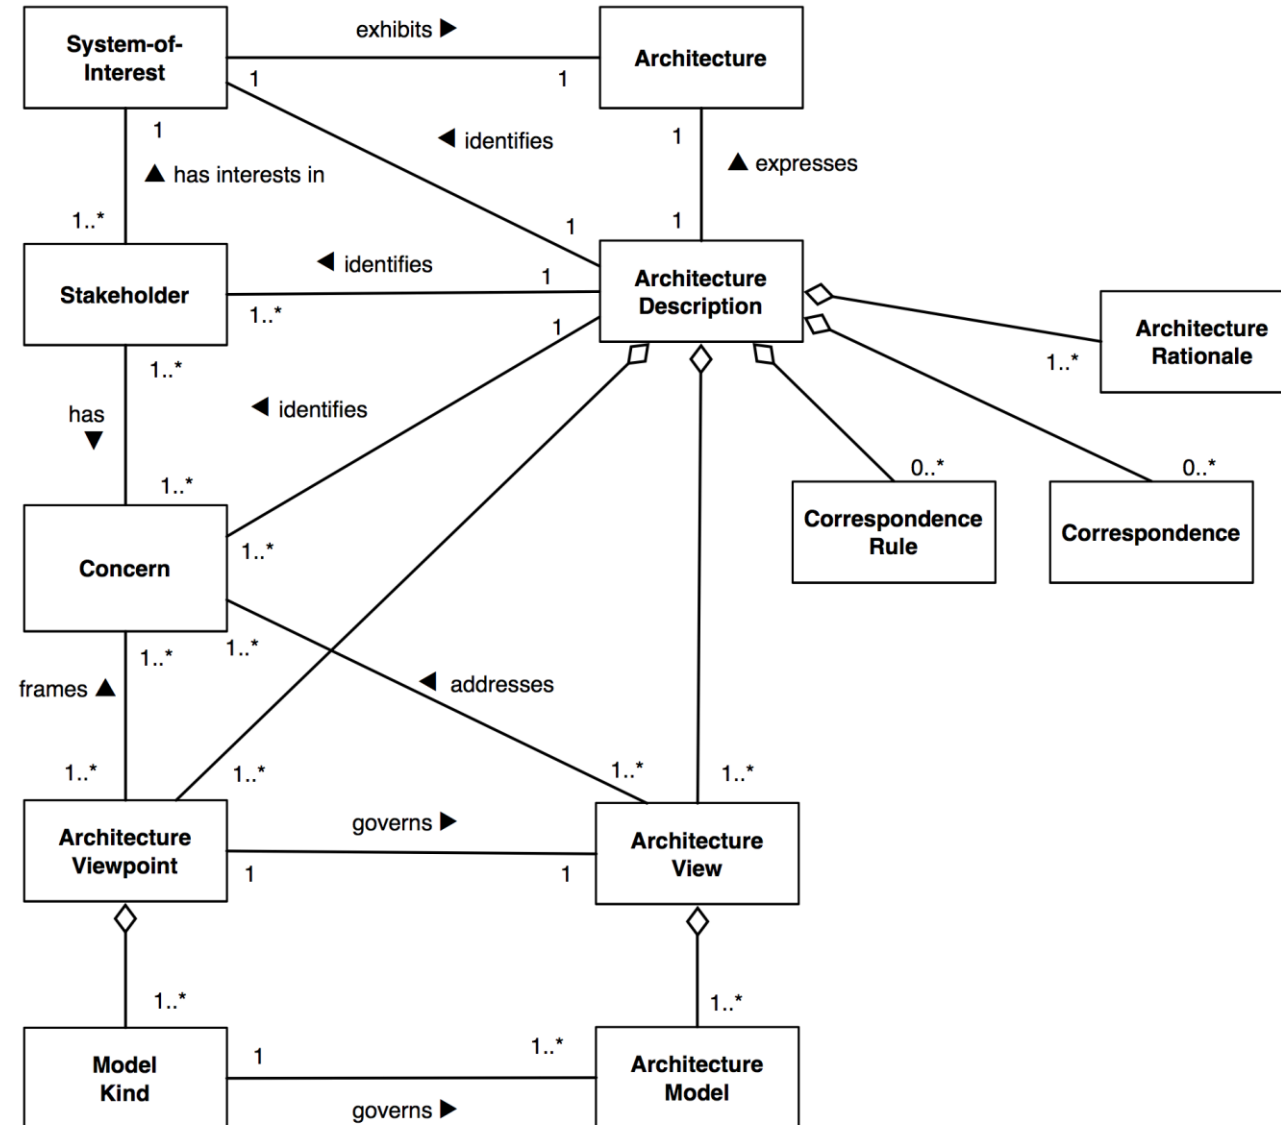 exhibits ▶
System-of-
Interest
Architecture
1
1
1
◀ identifies
1
▲ has interests in
▲ expresses
1..*
1
1
◀ identifies
1
Stakeholder
Architecture
Description
1..*
1
1..*
Architecture
Rationale
1..*
has
▼
◀ identifies
0..*
0..*
1..*
Correspondence
Rule
Correspondence
1..*
Concern
1..*
1..*
frames ▲
◀ addresses
1..*
1..*
1..*
1..*
Architecture
Viewpoint
governs ▶
Architecture
View
1
1
1..*
1..*
1
1..*
Model
Kind
Architecture
Model
governs ▶